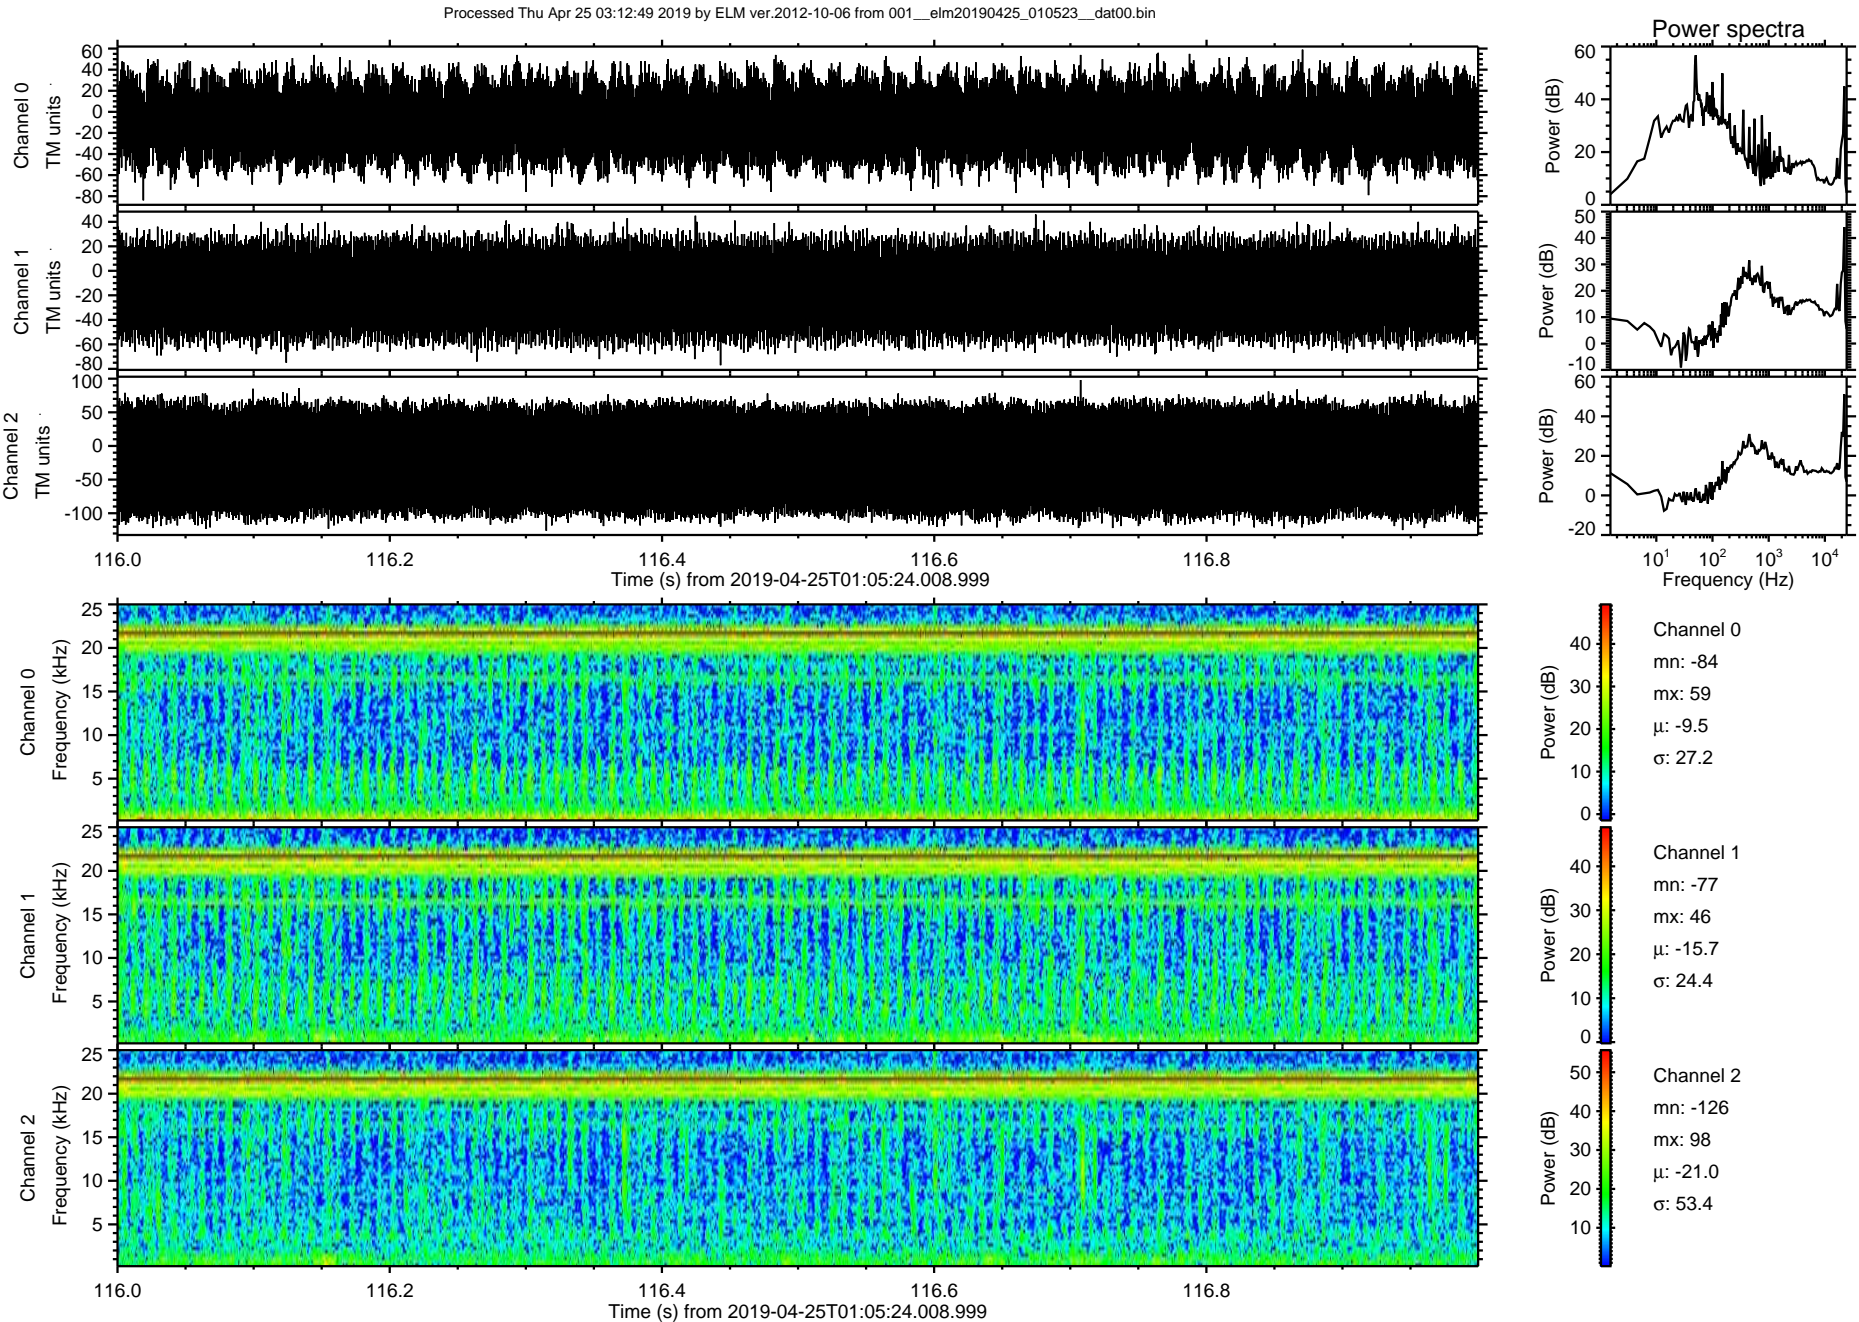 Processed Thu Apr 25 03:12:49 2019 by ELM ver.2012-10-06 from 001__elm20190425_010523__dat00.bin
Power spectra
Channel 0
TM units
60
40
20
0
-20
-40
-60
-80
Power (dB)
60
40
20
0
Channel 1
TM units
40
20
0
-20
-40
-60
-80
Power (dB)
50
40
30
20
10
0
-10
Channel 2
TM units
100
50
0
-50
-100
Power (dB)
60
40
20
0
-20
116.0 116.2 116.4 116.6 116.8
Time (s) from 2019-04-25T01:05:24.008.999
10^1 10^2 10^3 10^4
Frequency (Hz)
Channel 0
Frequency (kHz)
25
20
15
10
5
Power (dB)
40
30
20
10
0
Channel 0
mn: -84
mx: 59
μ: -9.5
σ: 27.2
Channel 1
Frequency (kHz)
25
20
15
10
5
Power (dB)
40
30
20
10
0
Channel 1
mn: -77
mx: 46
μ: -15.7
σ: 24.4
Channel 2
Frequency (kHz)
25
20
15
10
5
Power (dB)
50
40
30
20
10
Channel 2
mn: -126
mx: 98
μ: -21.0
σ: 53.4
116.0 116.2 116.4 116.6 116.8
Time (s) from 2019-04-25T01:05:24.008.999